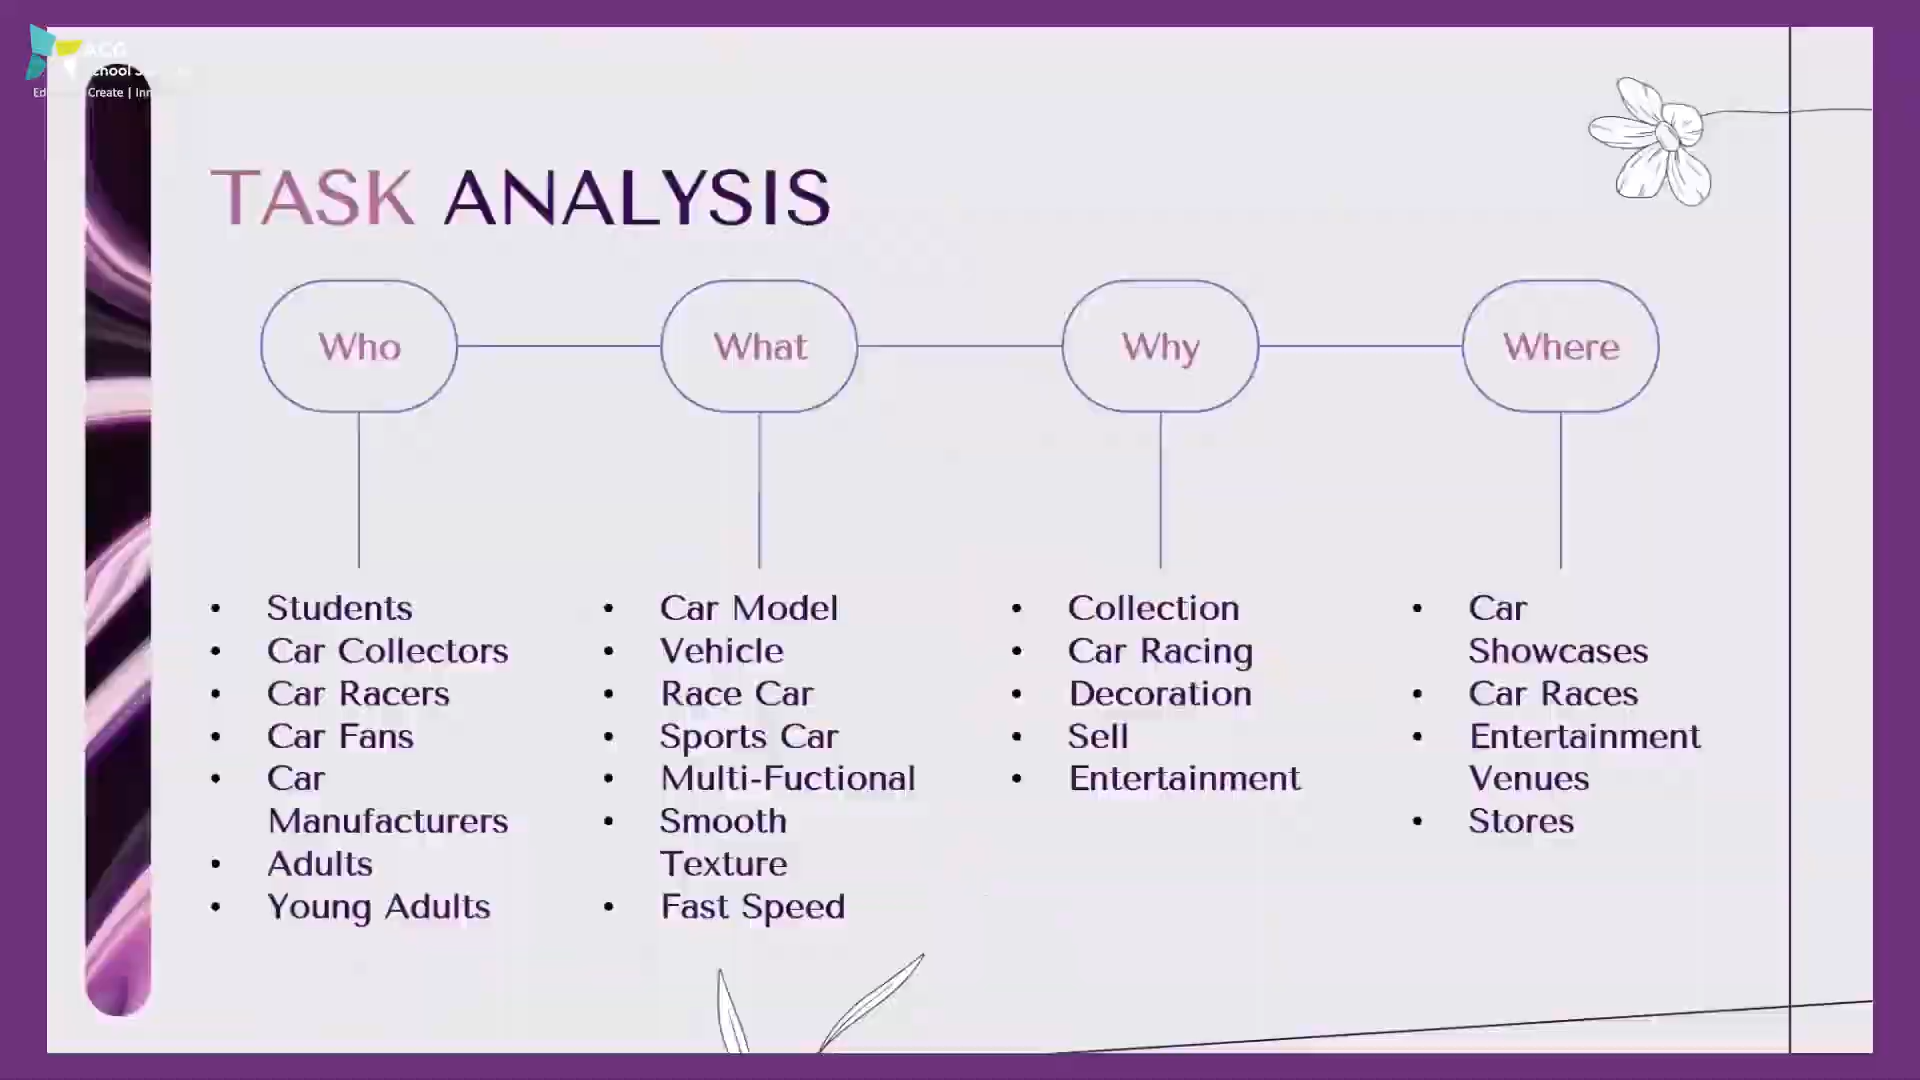 ACG
Create | Inn
TASK ANALYSIS
Who
What
Why
Where
• Students
• Car Collectors
• Car Racers
• Car Fans
• Car
Manufacturers
• Adults
• Young Adults
• Car Model
• Vehicle
• Race Car
• Sports Car
• Multi-Fuctional
• Smooth
Texture
• Fast Speed
• Collection
• Car Racing
• Decoration
• Sell
• Entertainment
• Car
Showcases
• Car Races
• Entertainment
Venues
• Stores